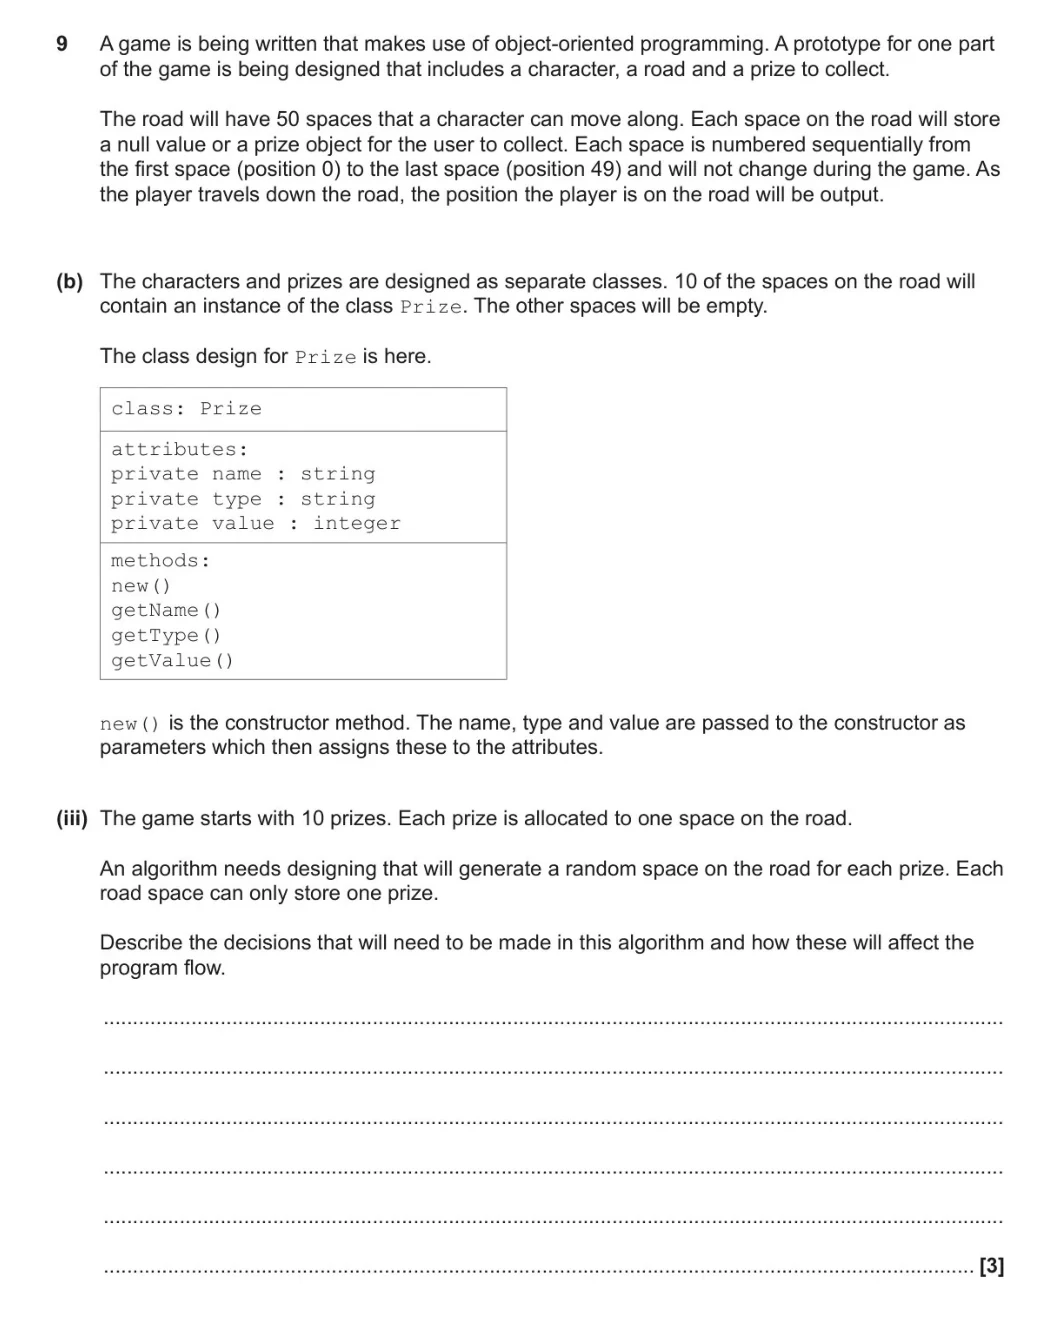 9 A game is being written that makes use of object-oriented programming. A prototype for one part
of the game is being designed that includes a character, a road and a prize to collect.
The road will have 50 spaces that a character can move along. Each space on the road will store
a null value or a prize object for the user to collect. Each space is numbered sequentially from
the first space (position 0) to the last space (position 49) and will not change during the game. As
the player travels down the road, the position the player is on the road will be output.
(b) The characters and prizes are designed as separate classes. 10 of the spaces on the road will
contain an instance of the class Prize. The other spaces will be empty.
The class design for Prize is here.
class: Prize
attributes:
private name : string
private type : string
private value : integer
methods:
new()
getName()
getType()
getValue()
new() is the constructor method. The name, type and value are passed to the constructor as
parameters which then assigns these to the attributes.
(iii) The game starts with 10 prizes. Each prize is allocated to one space on the road.
An algorithm needs designing that will generate a random space on the road for each prize. Each
road space can only store one prize.
Describe the decisions that will need to be made in this algorithm and how these will affect the
program flow.
[3]